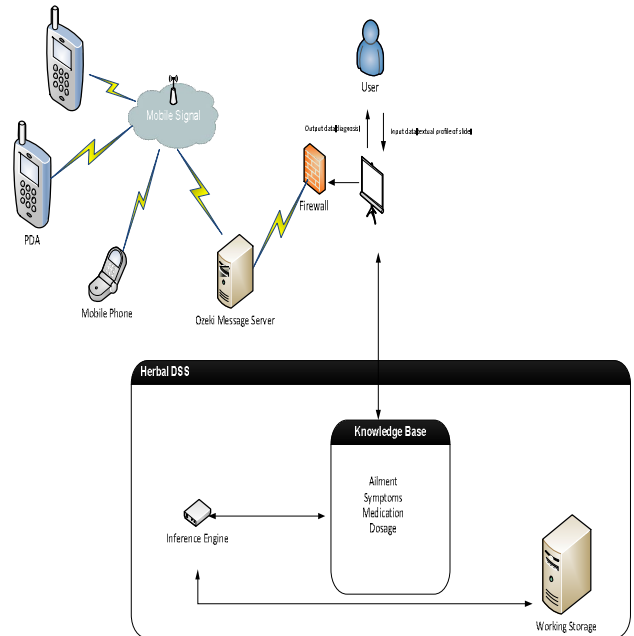 Mobile Signal
User
Output data(diagnosis)
Input data(textual profile of slide)
Firewall
PDA
Mobile Phone
Ozeki Message Server
Herbal DSS
Knowledge Base
Ailment
Symptoms
Medication
Dosage
Inference Engine
Working Storage